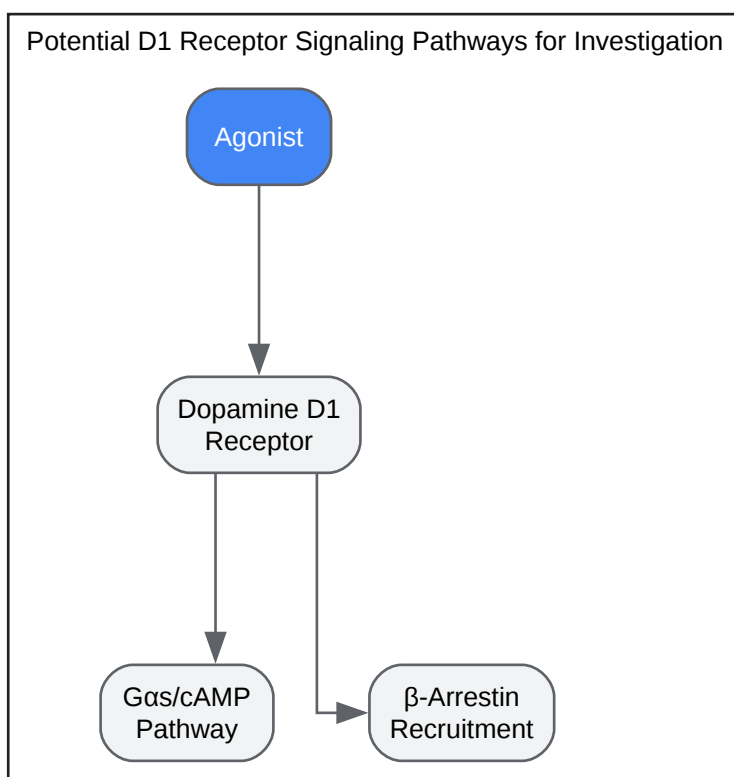 Potential D1 Receptor Signaling Pathways for Investigation
Agonist
Dopamine D1
Receptor
Gαs/cAMP
Pathway
β-Arrestin
Recruitment